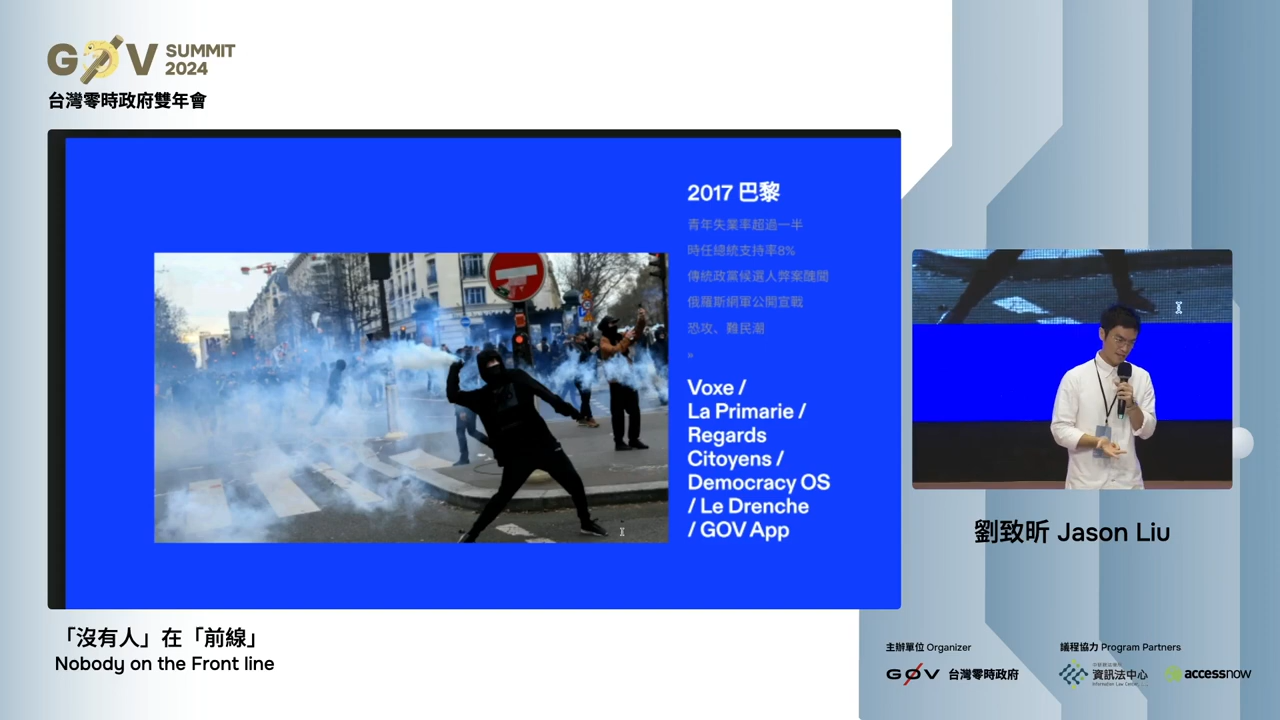 G0V SUMMIT 2024
台灣零時政府雙年會
2017 巴黎
青年失業率超過一半
時任總統支持率8%
傳統政黨候選人弊案醜聞
俄羅斯網軍公開宣戰
恐攻、難民潮
»
Voxe /
La Primarie /
Regards
Citoyens /
Democracy OS
/ Le Drenche
/ GOV App
劉致昕 Jason Liu
「沒有人」在「前線」
Nobody on the Front line
主辦單位 Organizer
議程協力 Program Partners
G0V 台灣零時政府
資訊法中心
Information Law Center
accessnow